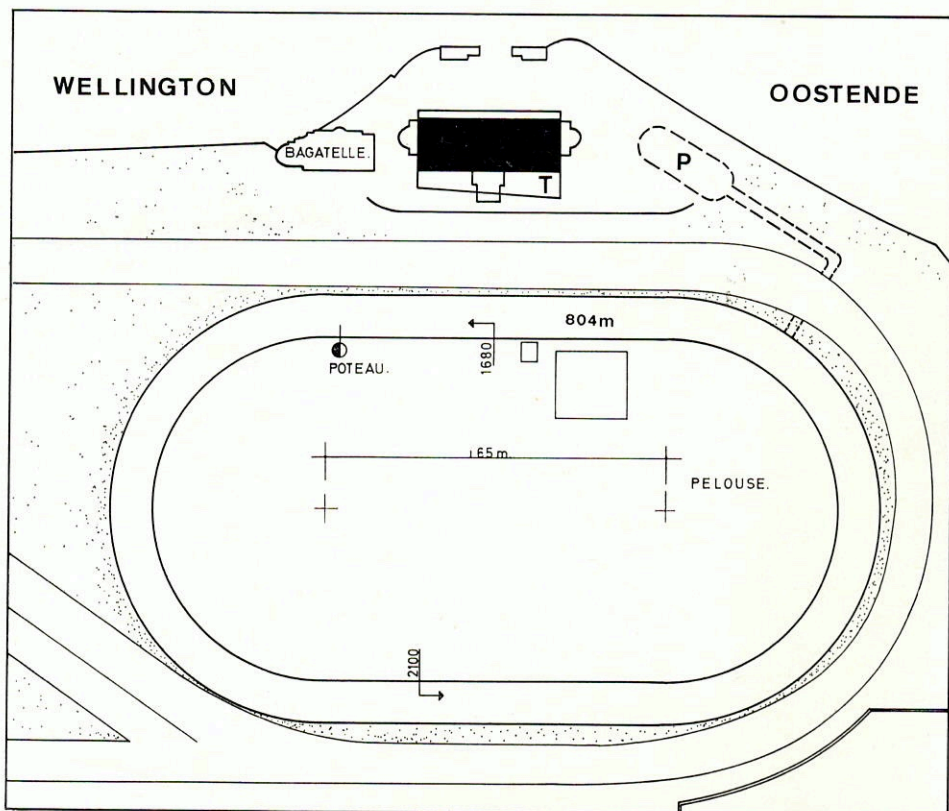 WELLINGTON
OOSTENDE
BAGATELLE.
P
T
804m
1680
POTEAU.
165m.
PELOUSE.
2100